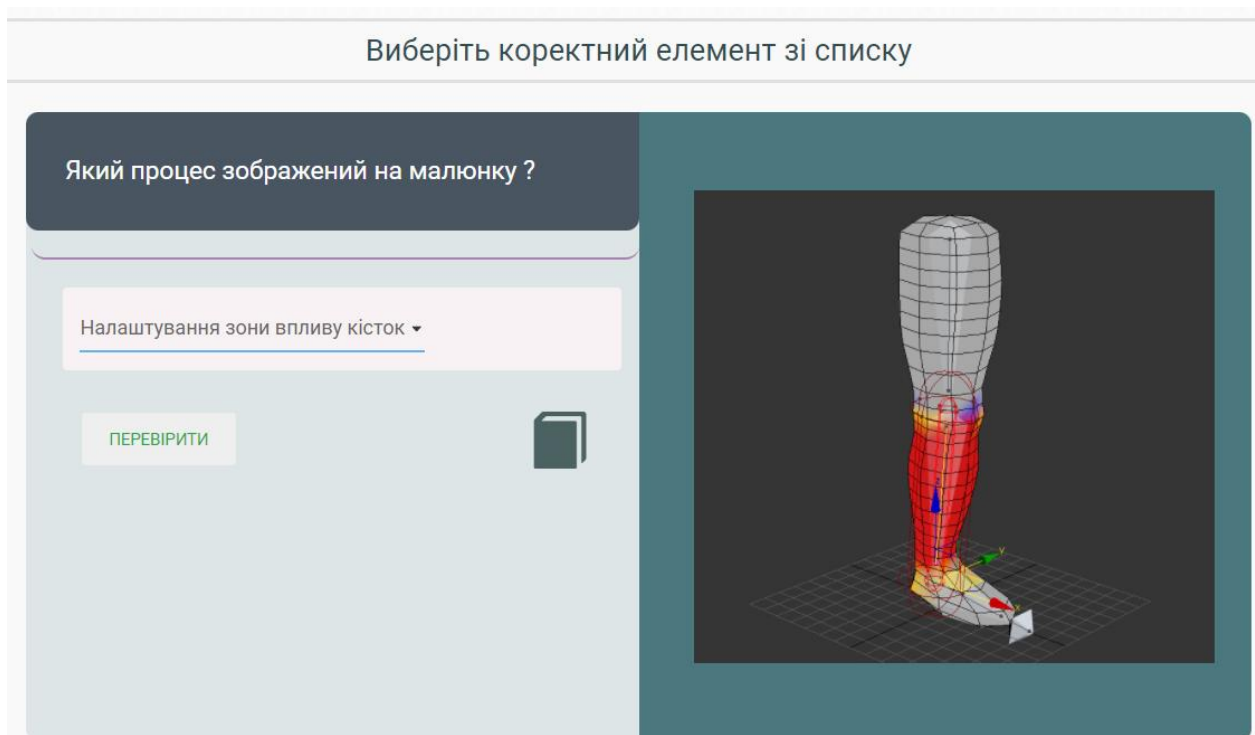 Виберіть коректний елемент зі списку
Який процес зображений на малюнку ?
Налаштування зони впливу кісток
ПЕРЕВІРИТИ
y
x